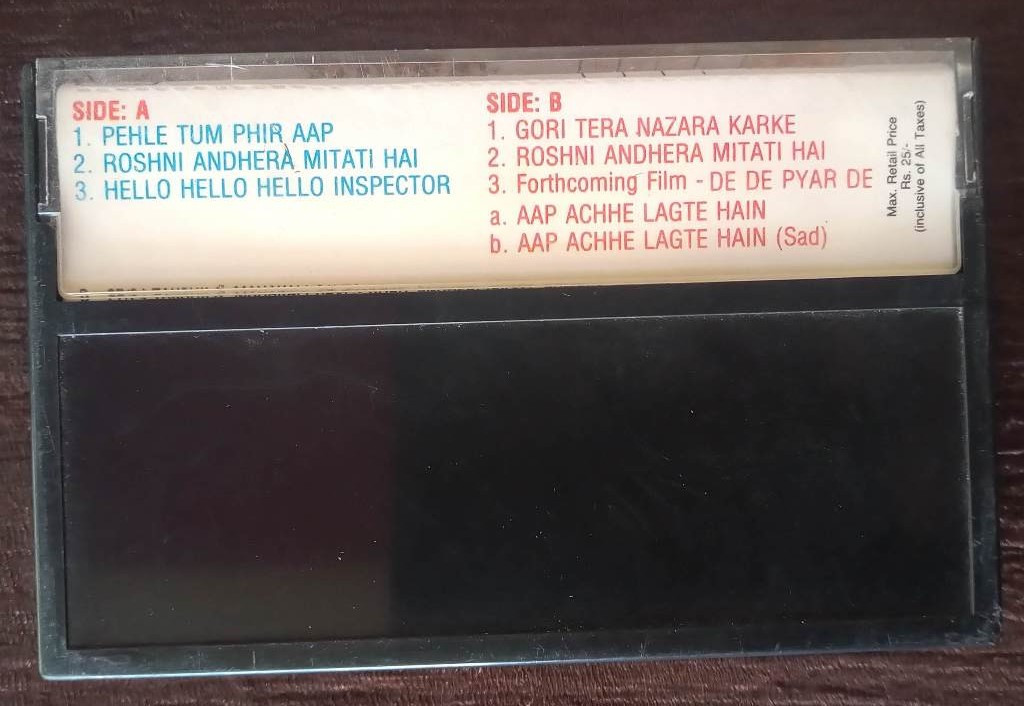 SIDE: A
1. PEHLE TUM PHIR AAP
2. ROSHNI ANDHERA MITATI HAI
3. HELLO HELLO HELLO INSPECTOR
SIDE: B
1. GORI TERA NAZARA KARKE
2. ROSHNI ANDHERA MITATI HAI
3. Forthcoming Film - DE DE PYAR DE
a. AAP ACHHE LAGTE HAIN
b. AAP ACHHE LAGTE HAIN (Sad)
Max. Retail Price
Rs. 25/-
(inclusive of All Taxes)